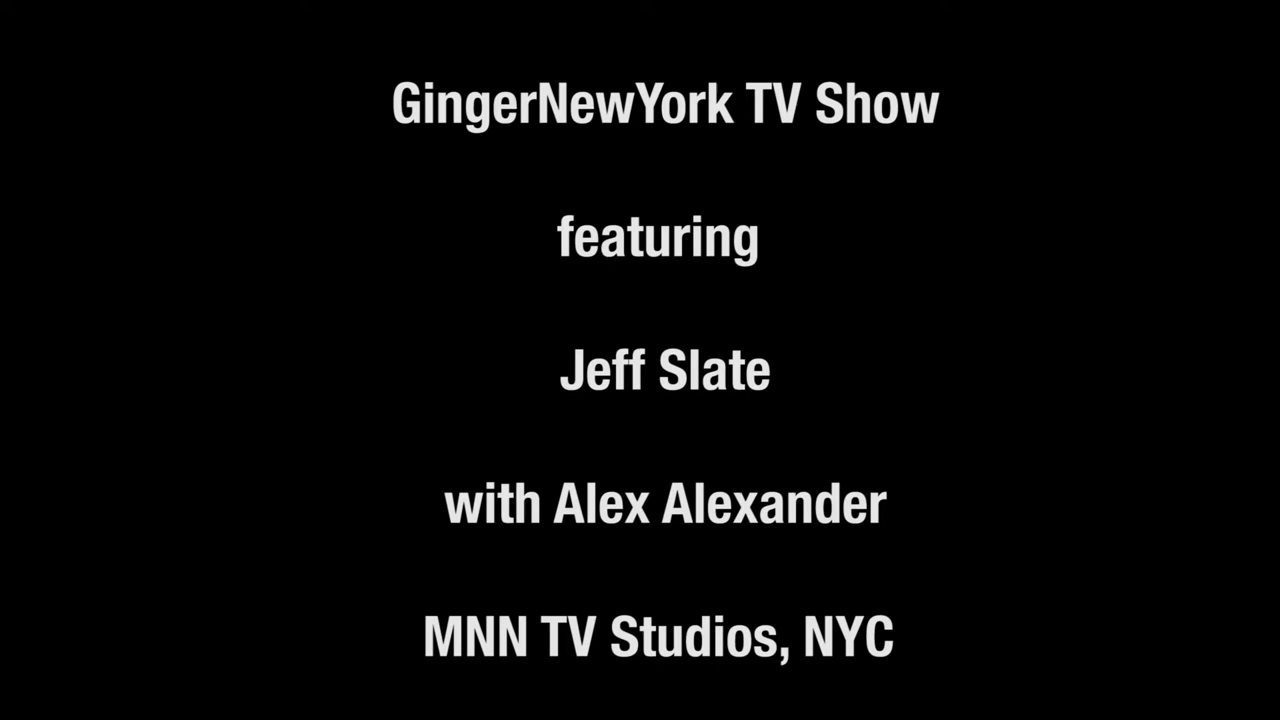 GingerNewYork TV Show
featuring
Jeff Slate
with Alex Alexander
MNN TV Studios, NYC